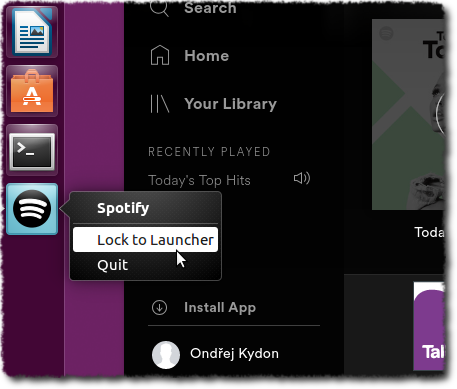 Search
Home
Your Library
RECENTLY PLAYED
Today's Top Hits
Spotify
Lock to Launcher
Quit
Install App
Ondřej Kydon
To
Toda
Tal